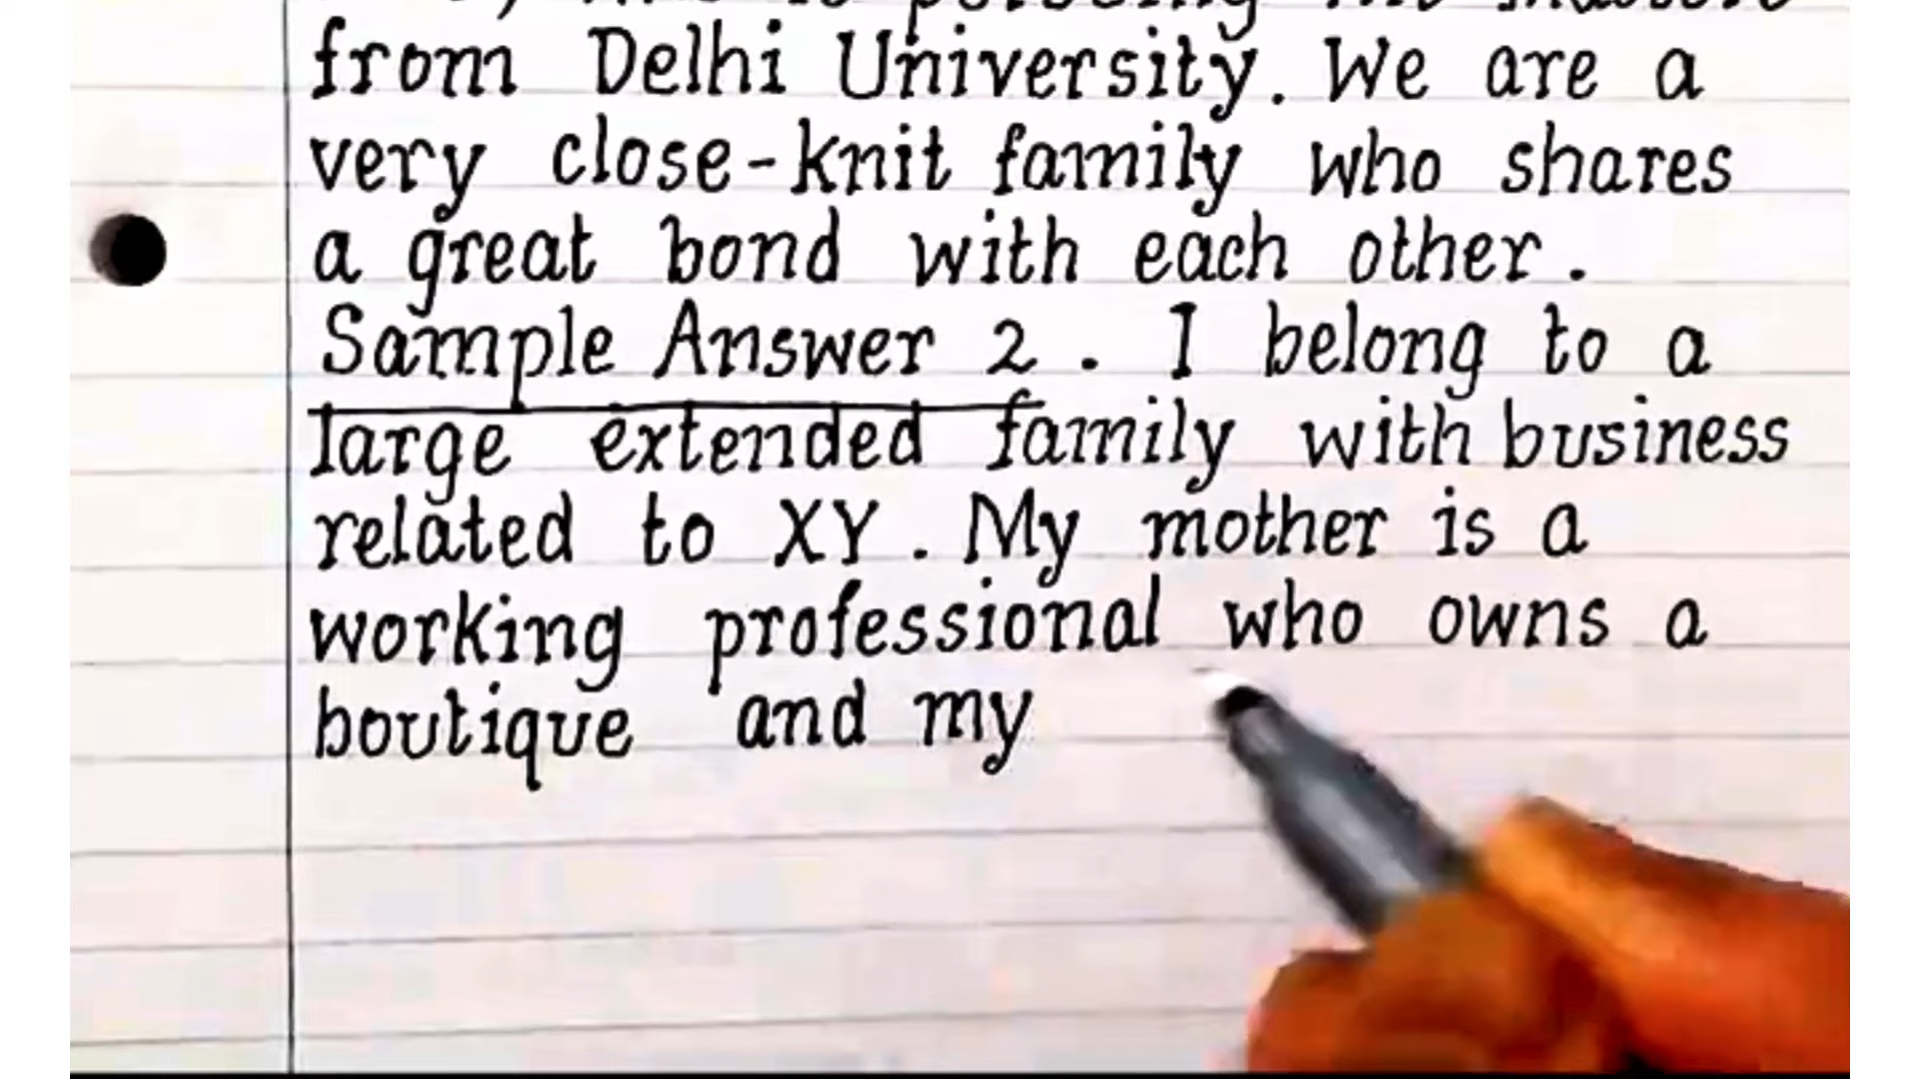 from Delhi University. We are a
very close-knit family who shares
a great bond with each other.
Sample Answer 2. I belong to a
large extended family with business
related to XY. My mother is a
working professional who owns a
boutique and my